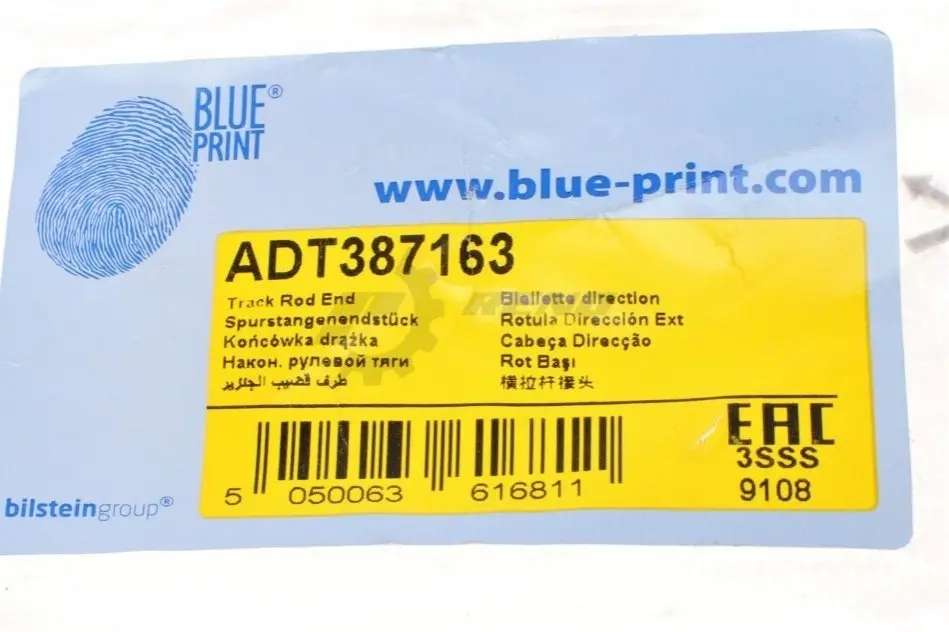 BLUE®
PRINT
www.blue-print.com
ADT387163
Track Rod End
Spurstangenendstück
Końcówka drążka
Након. рулевой тяги
طرف قضيب الجنزير
Biellette direction
Rotula Dirección Ext
Cabeça Direcção
Rot Başı
横拉杆接头
EAC
3SSS
9108
5 050063 616811
bilsteingroup®